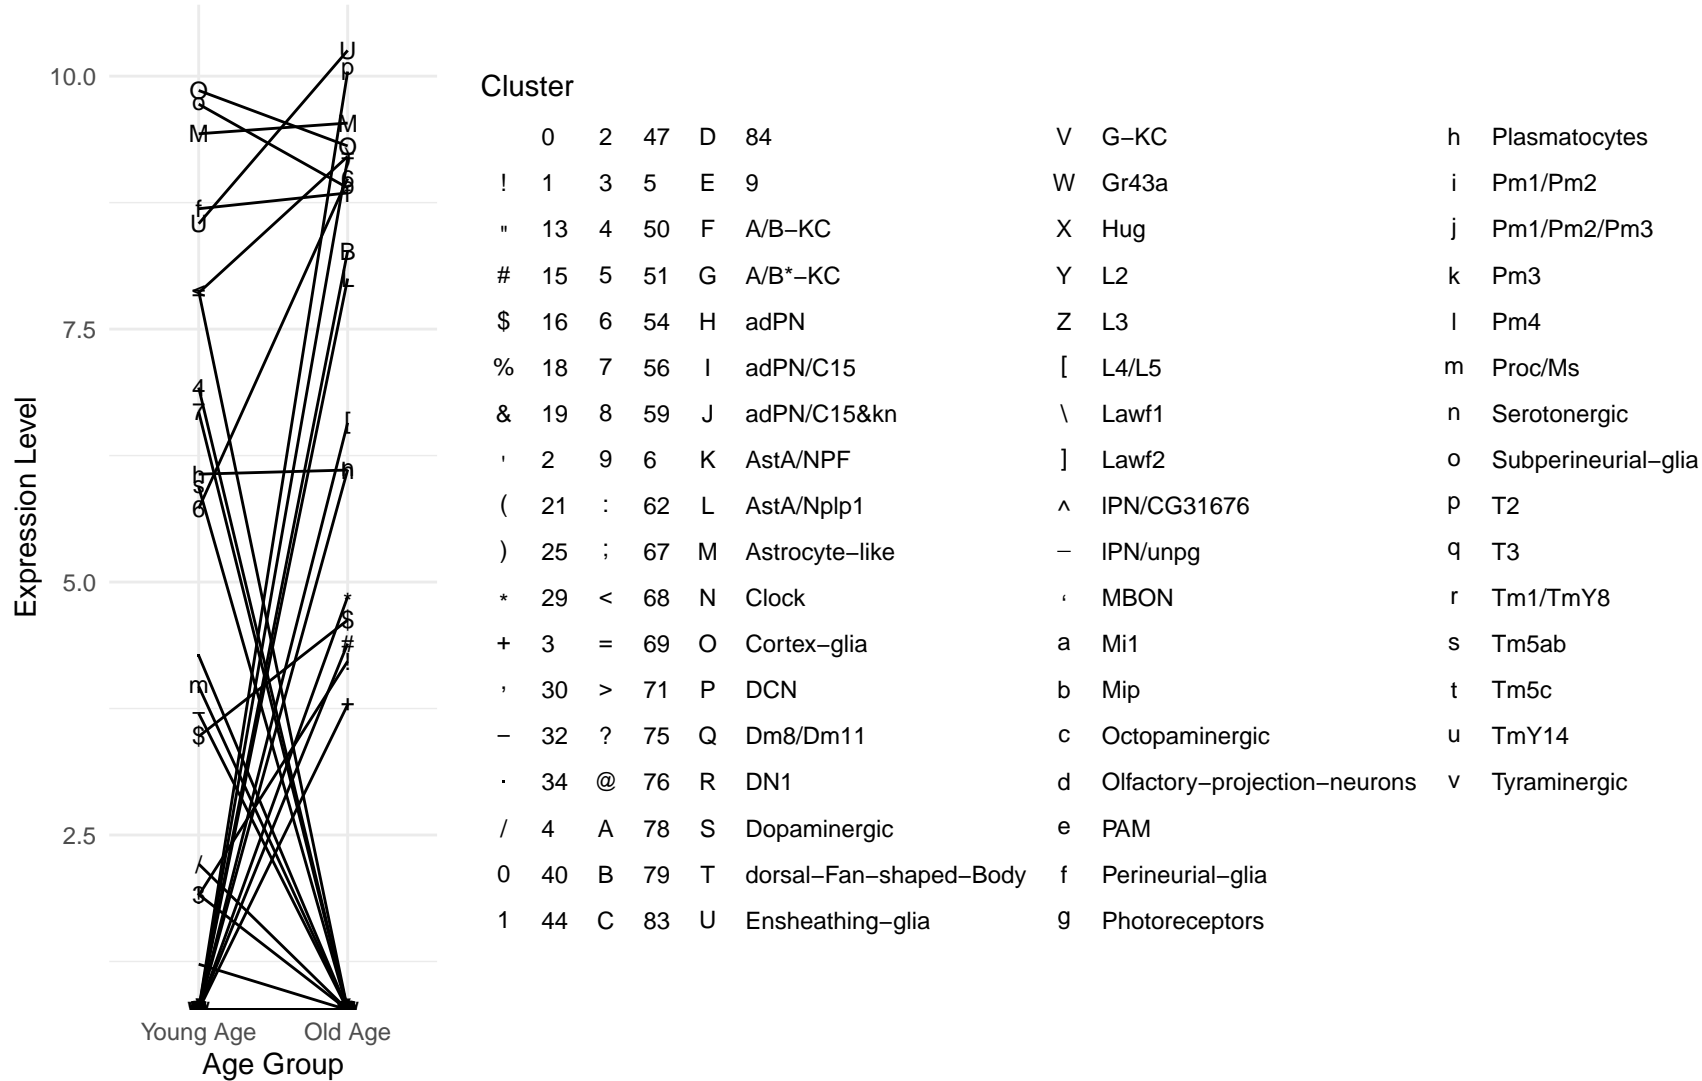 Cluster
0 2 47 D 84 V G−KC h Plasmatocytes
! 1 3 5 E 9 W Gr43a i Pm1/Pm2
" 13 4 50 F A/B−KC X Hug j Pm1/Pm2/Pm3
# 15 5 51 G A/B*−KC Y L2 k Pm3
$ 16 6 54 H adPN Z L3 l Pm4
% 18 7 56 I adPN/C15 [ L4/L5 m Proc/Ms
& 19 8 59 J adPN/C15&kn \ Lawf1 n Serotonergic
' 2 9 6 K AstA/NPF ] Lawf2 o Subperineurial−glia
( 21 : 62 L AstA/Nplp1 ^ lPN/CG31676 p T2
) 25 ; 67 M Astrocyte−like − lPN/unpg q T3
* 29 < 68 N Clock ‘ MBON r Tm1/TmY8
+ 3 = 69 O Cortex−glia a Mi1 s Tm5ab
, 30 > 71 P DCN b Mip t Tm5c
− 32 ? 75 Q Dm8/Dm11 c Octopaminergic u TmY14
. 34 @ 76 R DN1 d Olfactory−projection−neurons v Tyraminergic
/ 4 A 78 S Dopaminergic e PAM
0 40 B 79 T dorsal−Fan−shaped−Body f Perineurial−glia
1 44 C 83 U Ensheathing−glia g Photoreceptors
10.0
7.5
5.0
2.5
Expression Level
Young Age Old Age
Age Group